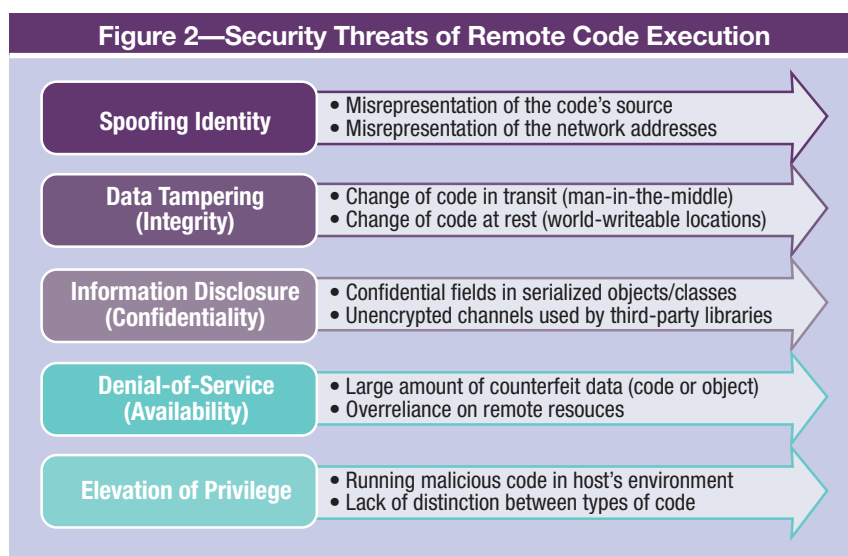 Figure 2—Security Threats of Remote Code Execution
Spoofing Identity
• Misrepresentation of the code's source
• Misrepresentation of the network addresses
Data Tampering
(Integrity)
• Change of code in transit (man-in-the-middle)
• Change of code at rest (world-writeable locations)
Information Disclosure
(Confidentiality)
• Confidential fields in serialized objects/classes
• Unencrypted channels used by third-party libraries
Denial-of-Service
(Availability)
• Large amount of counterfeit data (code or object)
• Overreliance on remote resouces
Elevation of Privilege
• Running malicious code in host's environment
• Lack of distinction between types of code